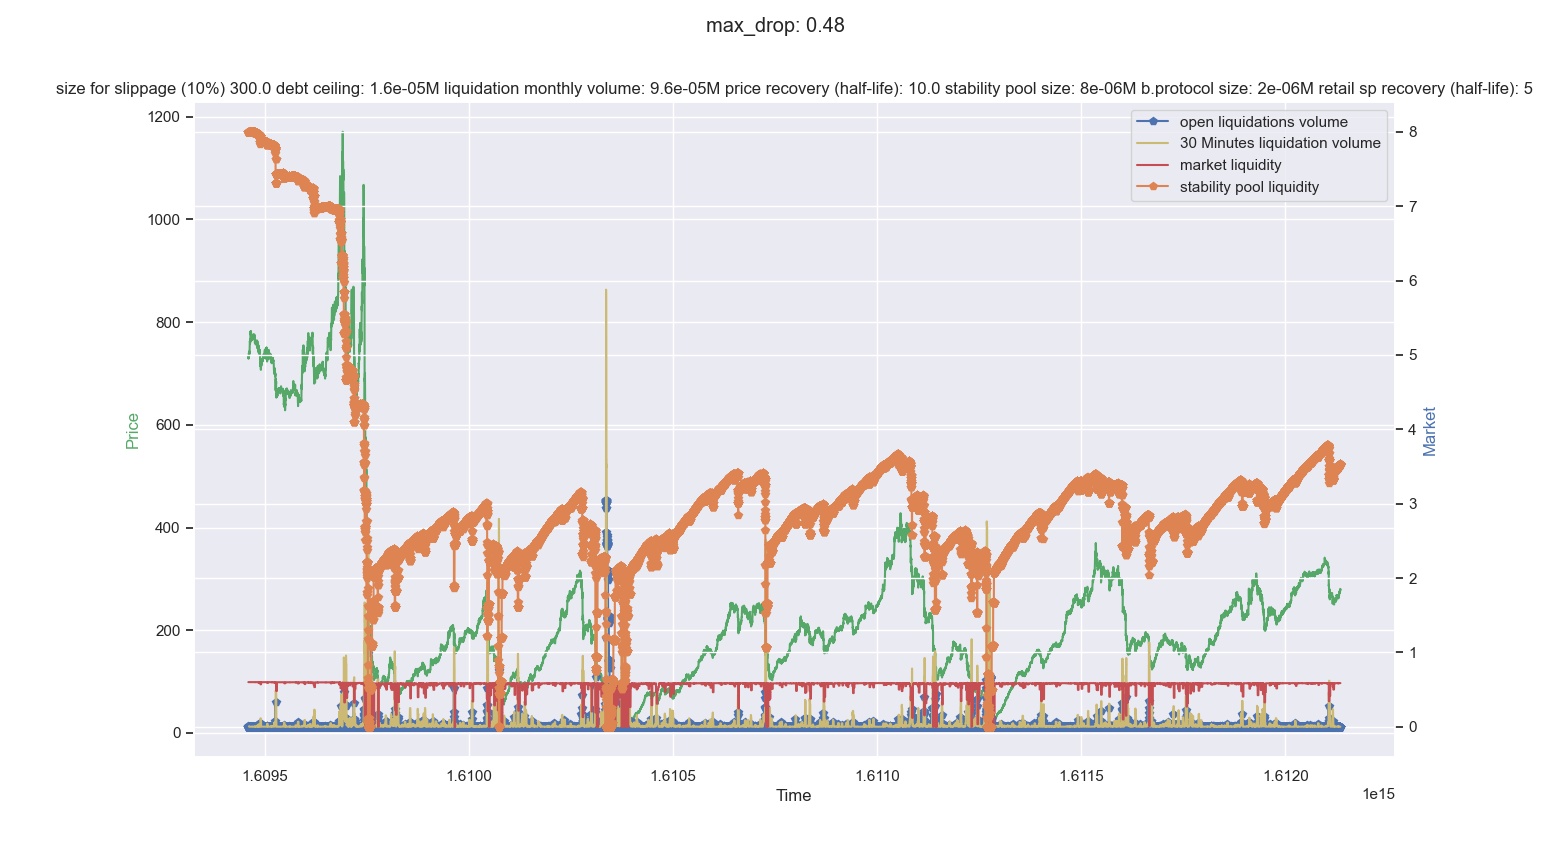 max_drop: 0.48
size for slippage (10%) 300.0 debt ceiling: 1.6e-05M liquidation monthly volume: 9.6e-05M price recovery (half-life): 10.0 stability pool size: 8e-06M b.protocol size: 2e-06M retail sp recovery (half-life): 5
open liquidations volume
30 Minutes liquidation volume
market liquidity
stability pool liquidity
1200
1000
800
600
400
200
0
Price
8
7
6
5
4
3
2
1
0
Market
1.6095 1.6100 1.6105 1.6110 1.6115 1.6120
Time
1e15